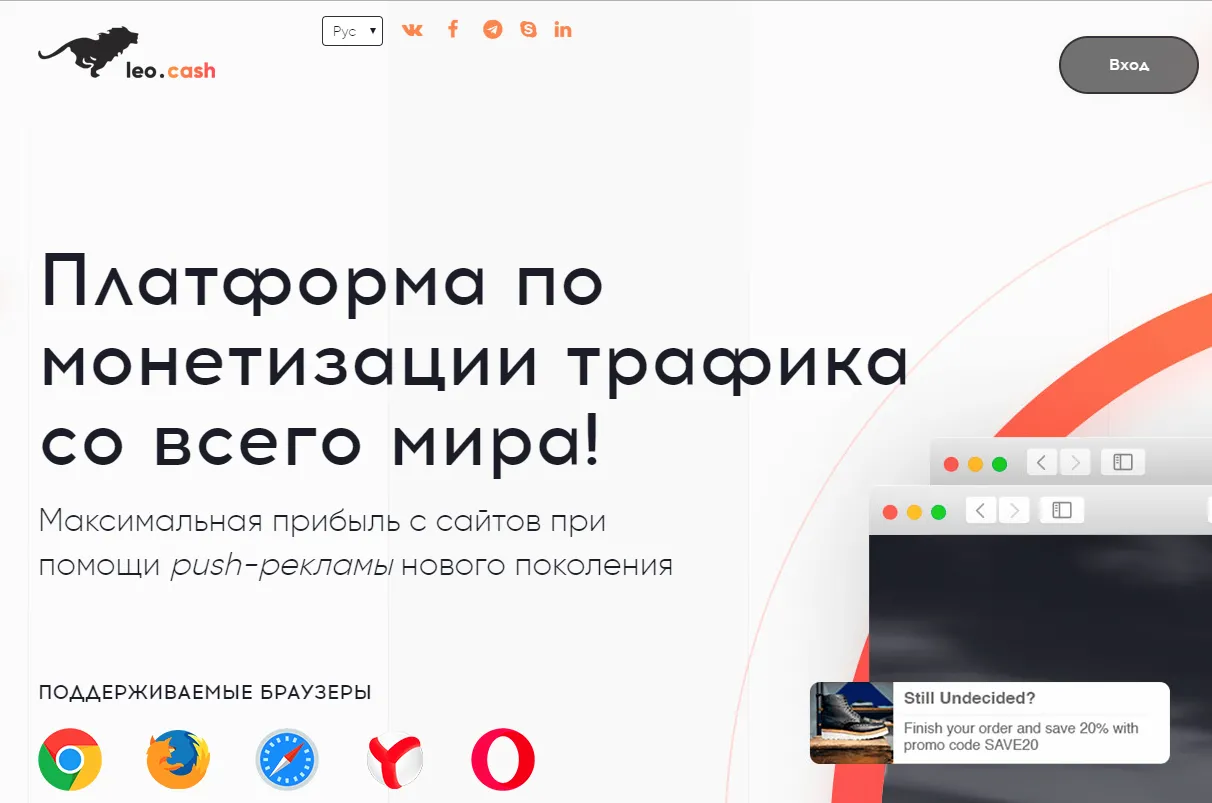 Рус
leo.cash
Вход
Платформа по
монетизации трафика
со всего мира!
Максимальная прибыль с сайтов при
помощи push-рекламы нового поколения
ПОДДЕРЖИВАЕМЫЕ БРАУЗЕРЫ
Still Undecided?
Finish your order and save 20% with
promo code SAVE20